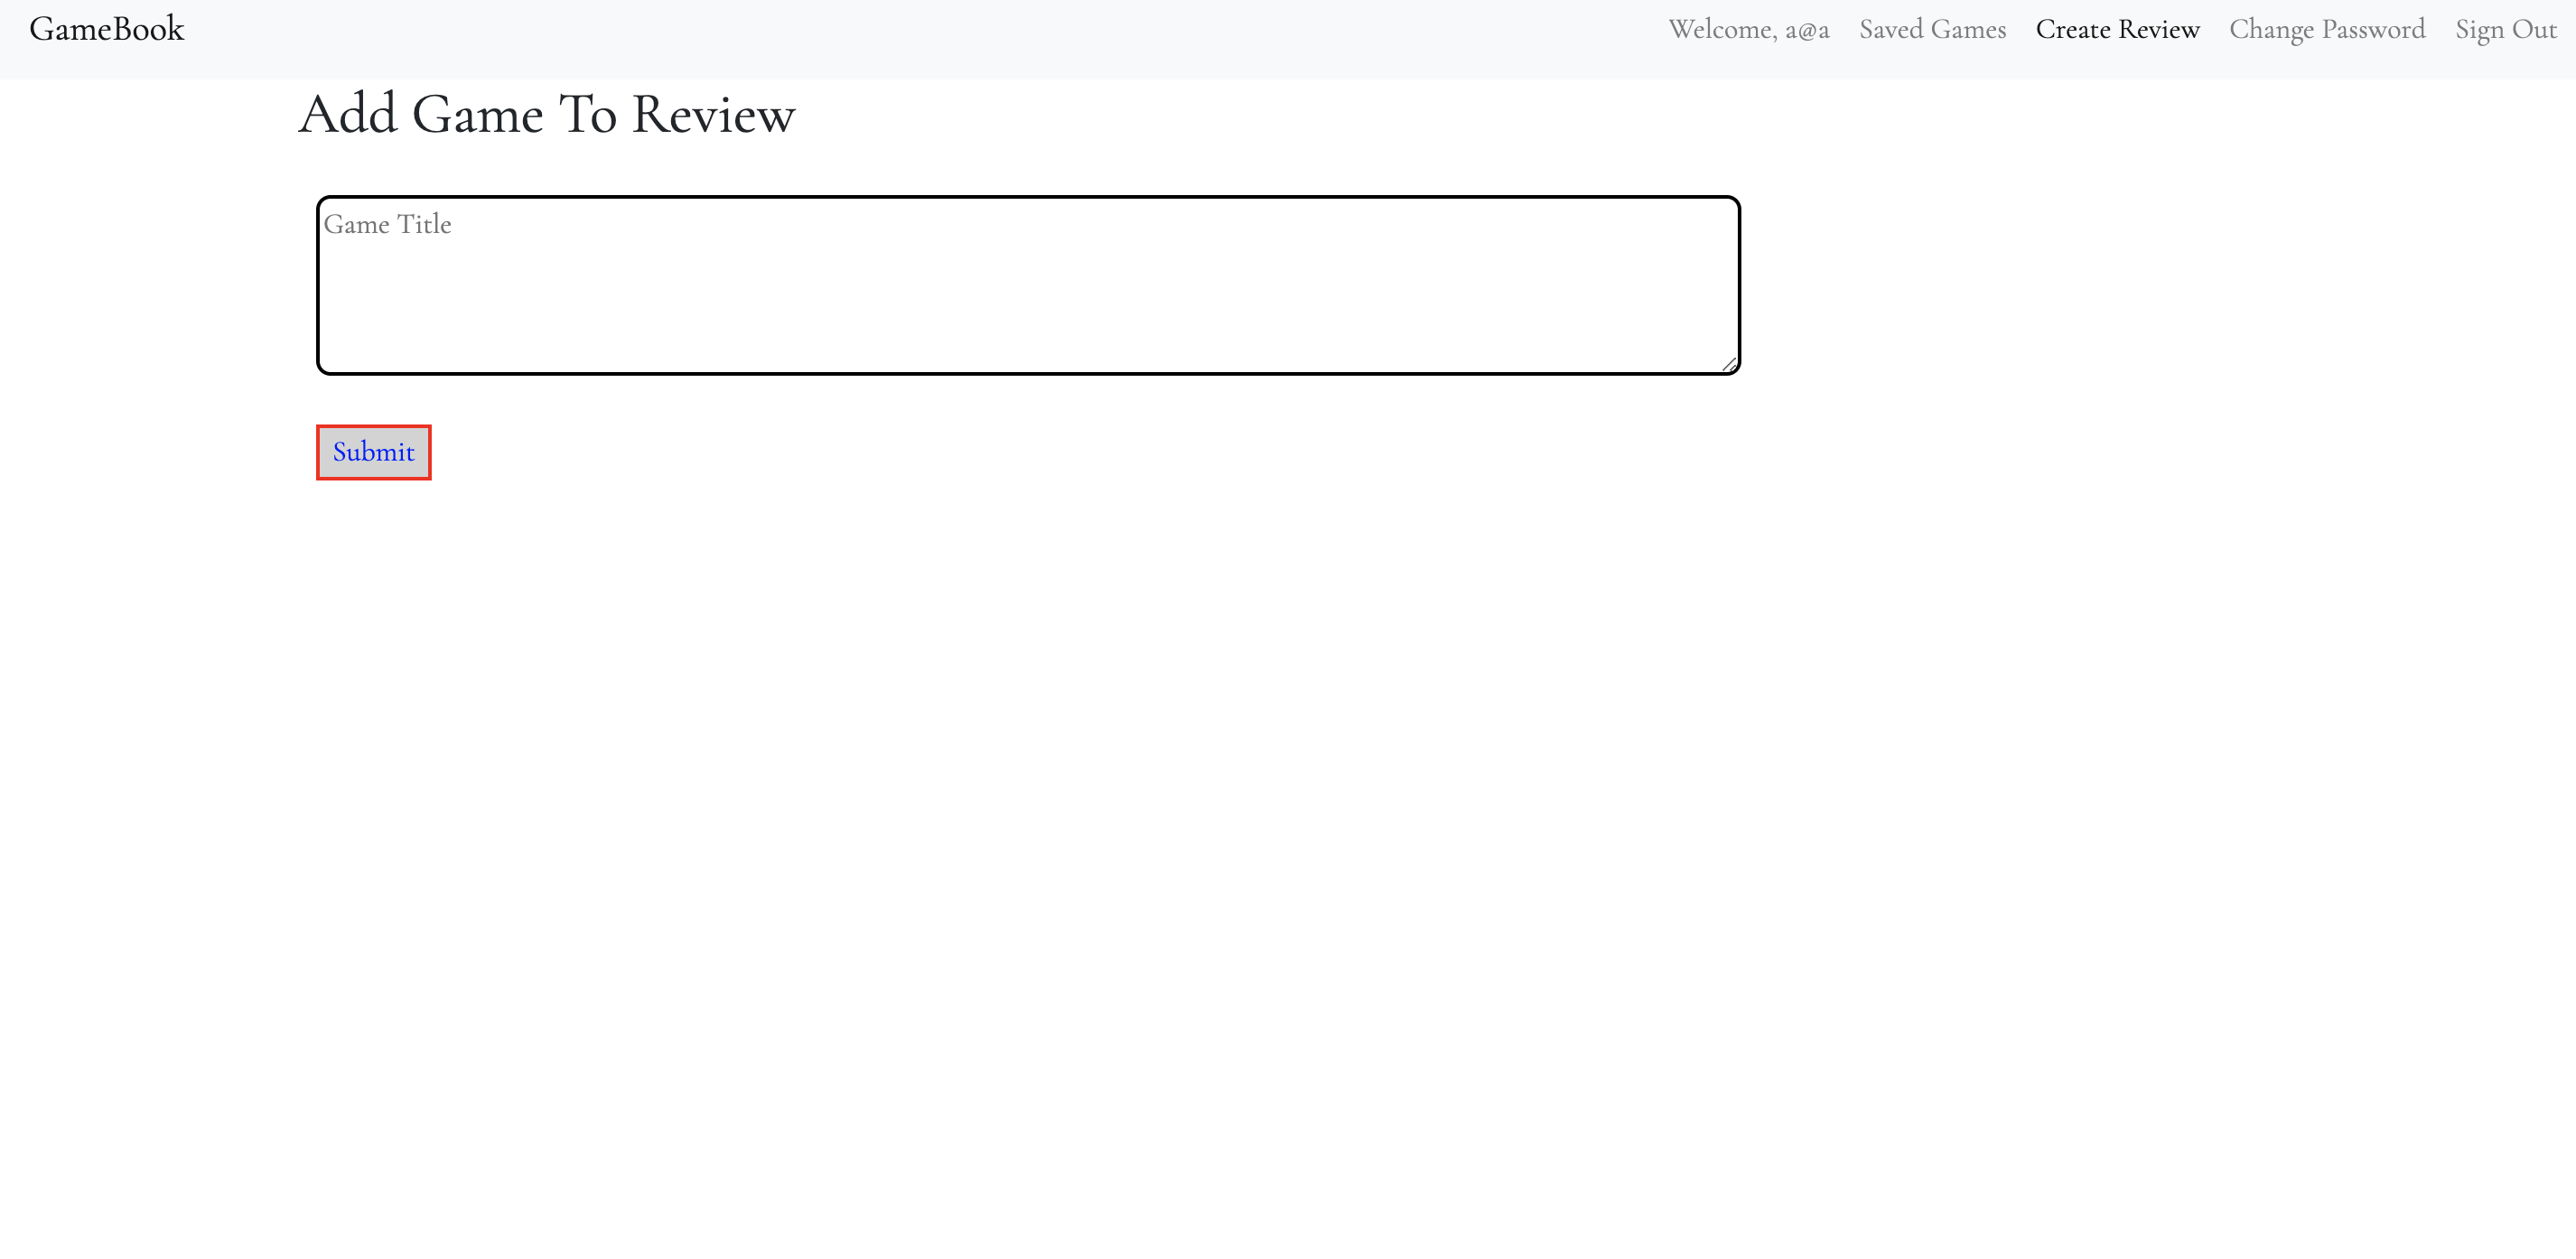 GameBook
Welcome, a@a Saved Games Create Review Change Password Sign Out
Add Game To Review
Game Title
Submit